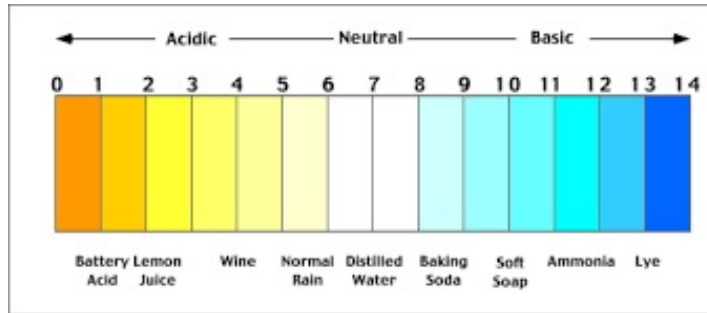 Acidic Neutral Basic
0 1 2 3 4 5 6 7 8 9 10 11 12 13 14
Battery Lemon Wine Normal Distilled Baking Soft Ammonia Lye
Acid Juice Rain Water Soda Soap